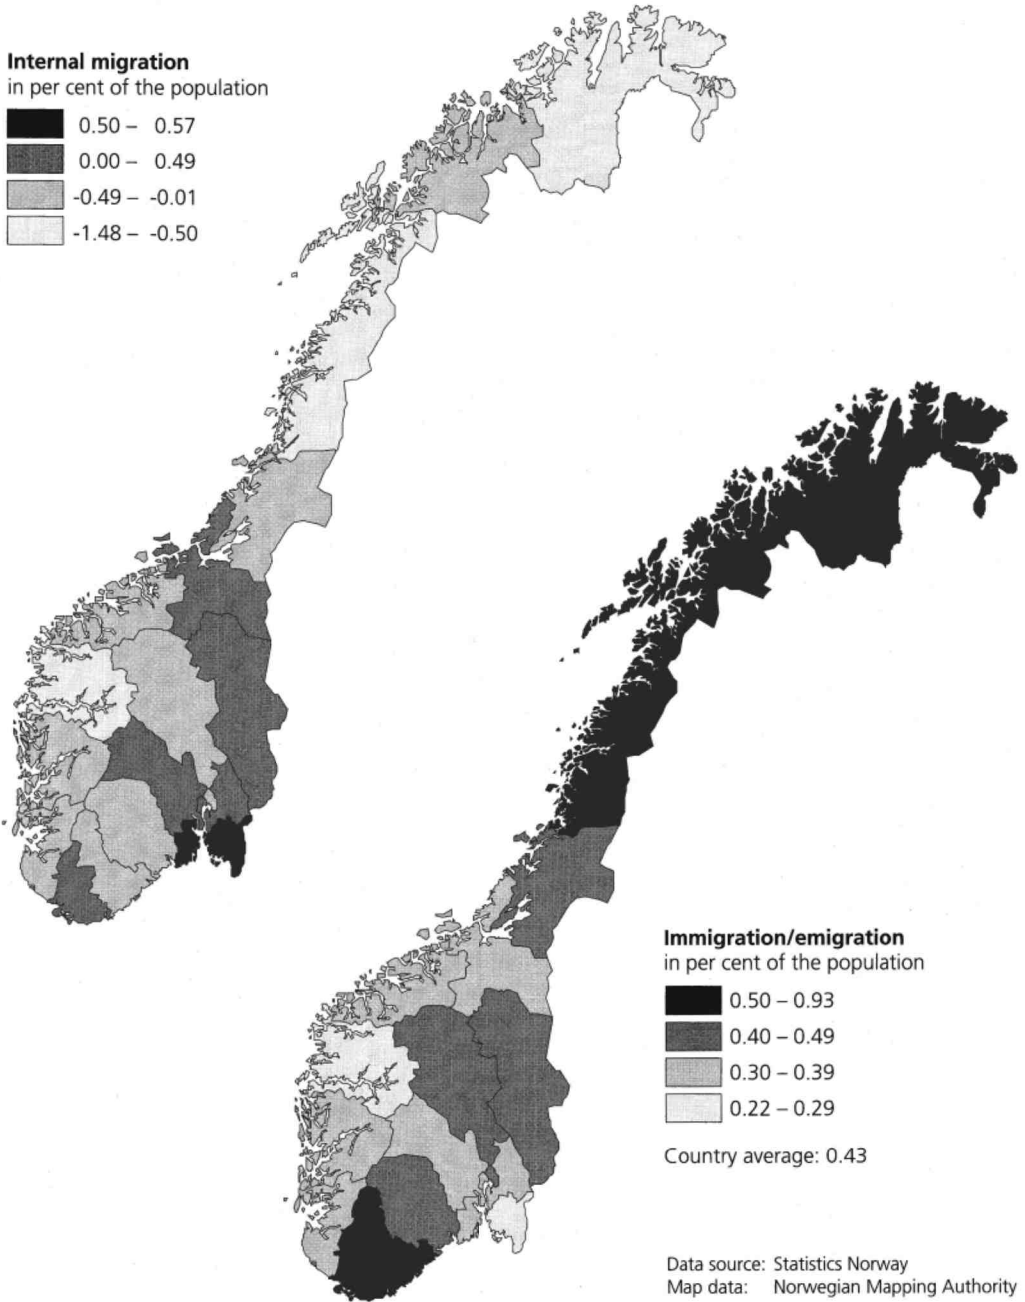 Internal migration
in per cent of the population
0.50 – 0.57
0.00 – 0.49
-0.49 – -0.01
-1.48 – -0.50
Immigration/emigration
in per cent of the population
0.50 – 0.93
0.40 – 0.49
0.30 – 0.39
0.22 – 0.29
Country average: 0.43
Data source: Statistics Norway
Map data: Norwegian Mapping Authority